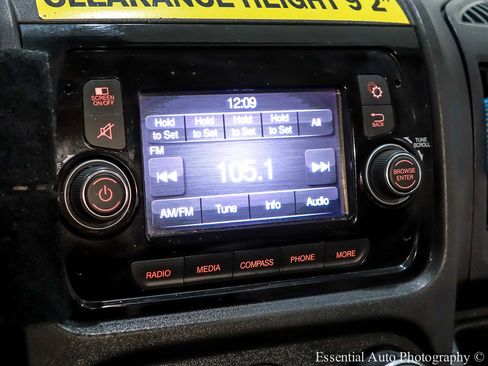 CLEARANCE HEIGHT 9'2"
12:09
SCREEN ON/OFF
Hold to Set Hold to Set Hold to Set Hold to Set All
BACK
FM
TUNE SCROLL
105.1
BROWSE ENTER
AM/FM Tune Info Audio
RADIO MEDIA COMPASS PHONE MORE
Essential Auto Photography ©